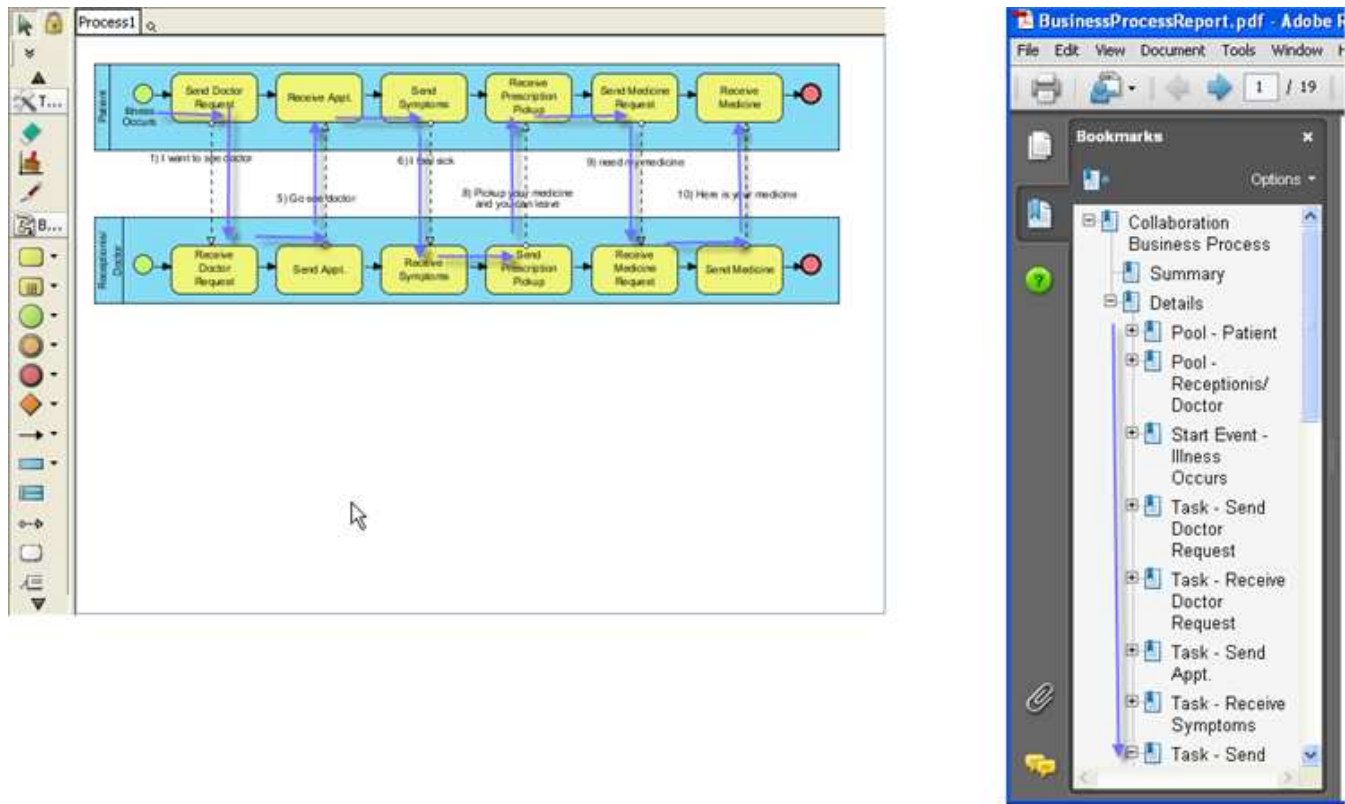 Process1
T...
B...
Patient
Illness
Occurs
Send Doctor
Request
Receive Appt.
Send
Symptoms
Receive
Prescription
Pickup
Send Medicine
Request
Receive
Medicine
1) I want to see doctor
5) Go see doctor
6) I feel sick
8) Pickup your medicine
and you can leave
9) need my medicine
10) Here is your medicine
Receptionis/
Doctor
Receive
Doctor
Request
Send Appt.
Receive
Symptoms
Send
Prescription
Pickup
Receive
Medicine
Request
Send Medicine
BusinessProcessReport.pdf - Adobe R
File Edit View Document Tools Window H
1 / 19
Bookmarks
Options
Collaboration
Business Process
Summary
Details
Pool - Patient
Pool -
Receptionis/
Doctor
Start Event -
Illness
Occurs
Task - Send
Doctor
Request
Task - Receive
Doctor
Request
Task - Send
Appt.
Task - Receive
Symptoms
Task - Send